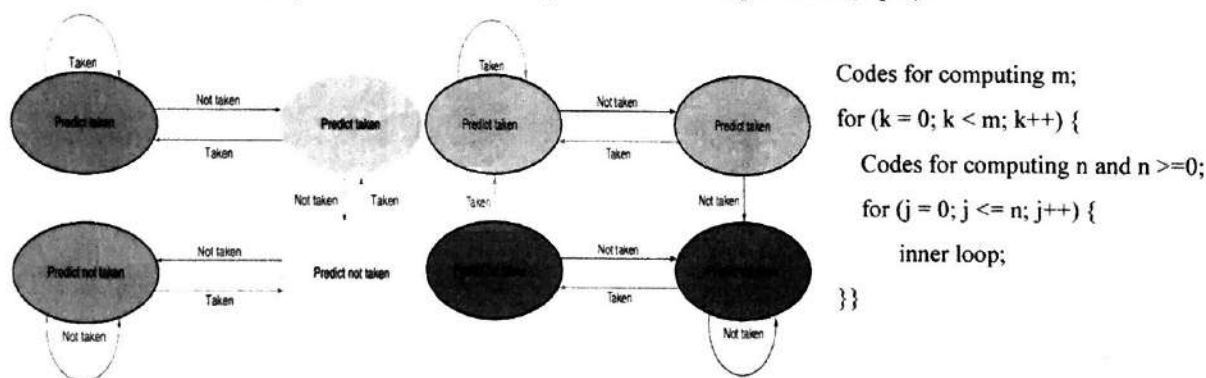 Taken
Predict taken
Not taken
Taken
Predict taken
Not taken
Taken
Predict not taken
Not taken
Taken
Predict not taken
Not taken
Taken
Predict taken
Not taken
Taken
Predict taken
Taken
Not taken
Not taken
Taken
Not taken
Codes for computing m;
for (k = 0; k < m; k++) {
Codes for computing n and n >=0;
for (j = 0; j <= n; j++) {
inner loop;
}}